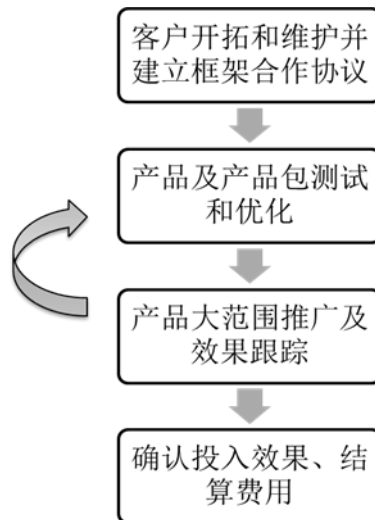 客户开拓和维护并
建立框架合作协议
产品及产品包测试
和优化
产品大范围推广及
效果跟踪
确认投入效果、结
算费用